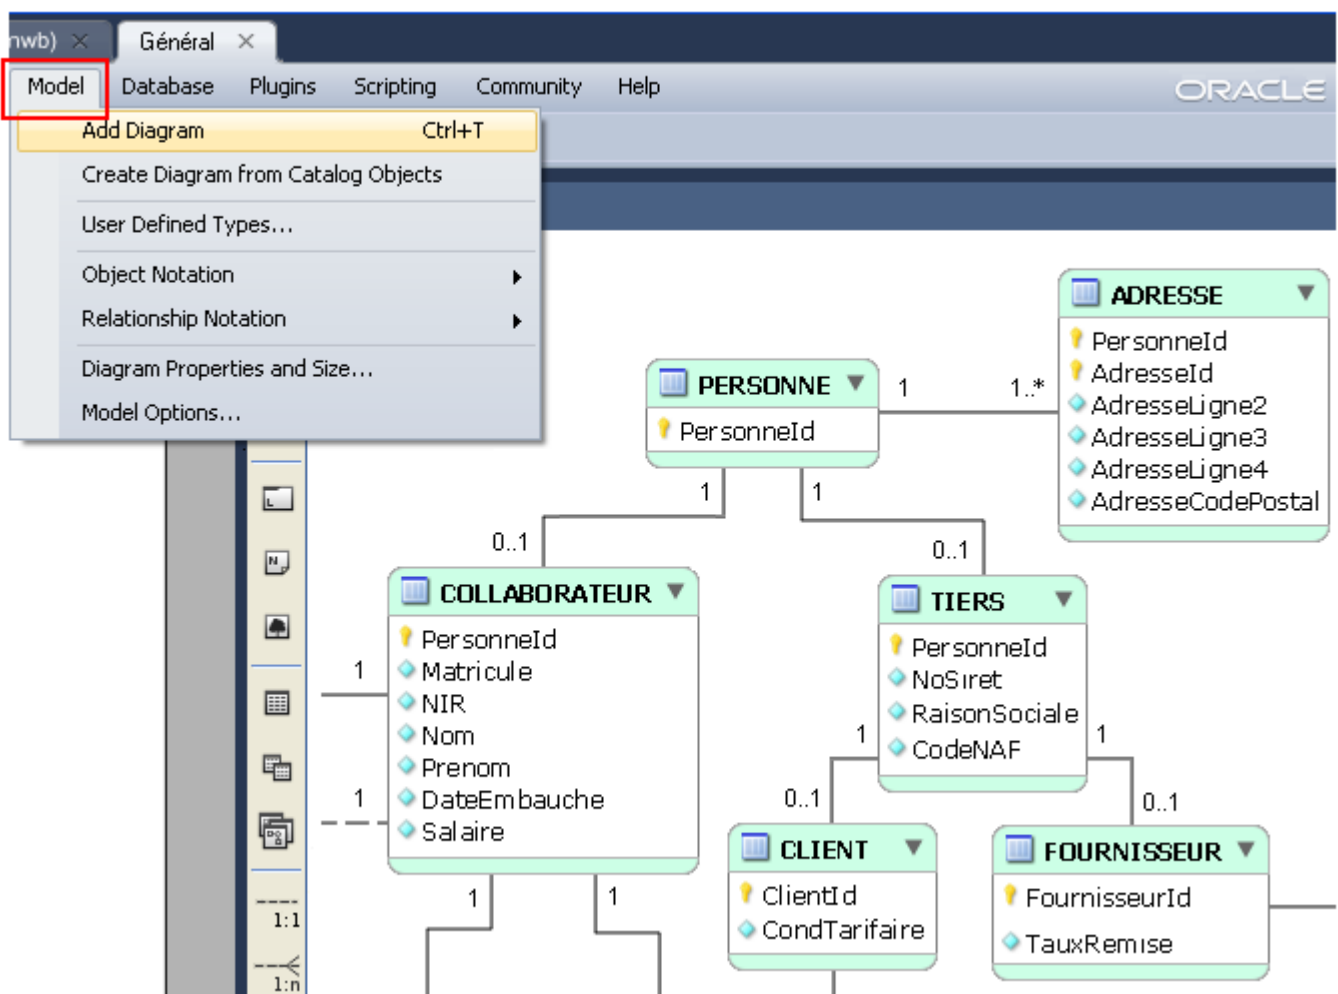 nwb)
Général
Model Database Plugins Scripting Community Help
ORACLE
Add Diagram Ctrl+T
Create Diagram from Catalog Objects
User Defined Types...
Object Notation
Relationship Notation
Diagram Properties and Size...
Model Options...
ADRESSE
PersonneId
AdresseId
AdresseLigne2
AdresseLigne3
AdresseLigne4
AdresseCodePostal
PERSONNE
PersonneId
1
1..*
1
1
0..1
0..1
COLLABORATEUR
PersonneId
Matricule
NIR
Nom
Prenom
DateEmbauche
Salaire
1
1
1
1
TIERS
PersonneId
NoSiret
RaisonSociale
CodeNAF
1
1
0..1
0..1
CLIENT
ClientId
CondTarifaire
FOURNISSEUR
FournisseurId
TauxRemise
1:1
1:n